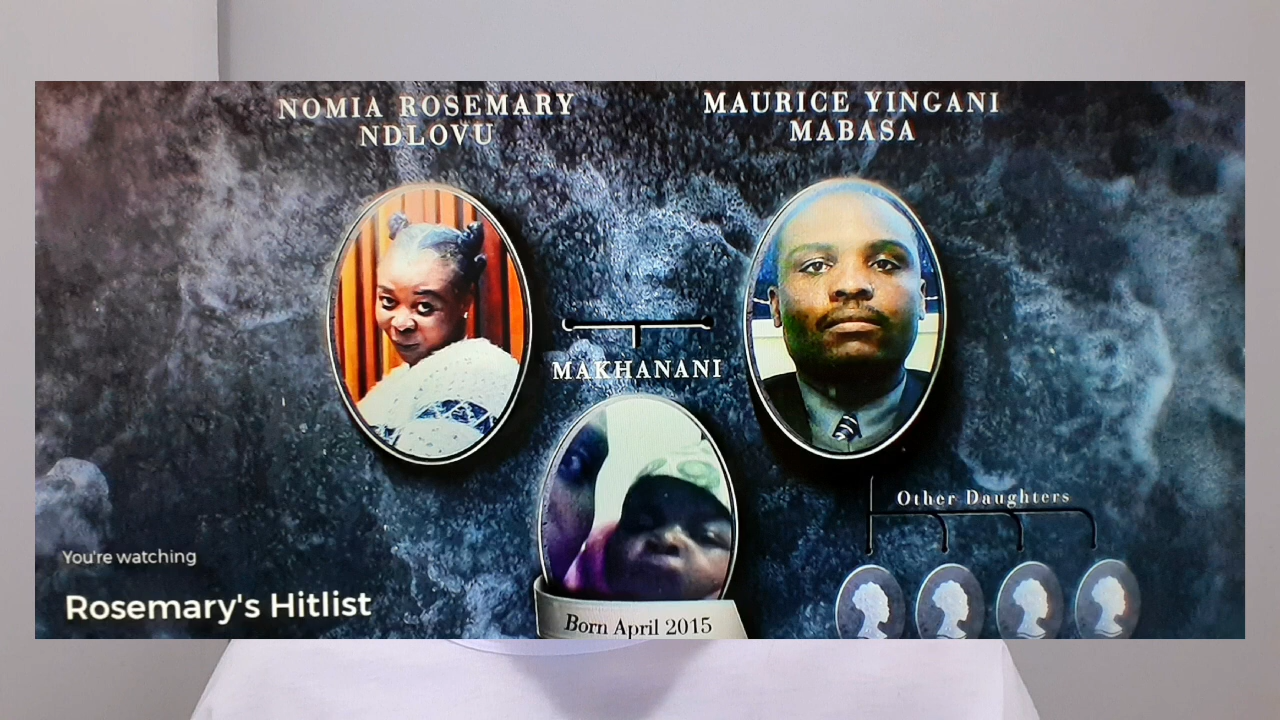 NOMIA ROSEMARY
NDLOVU
MAURICE YINGANI
MABASA
MAKHANANI
Other Daughters
You're watching
Rosemary's Hitlist
Born April 2015